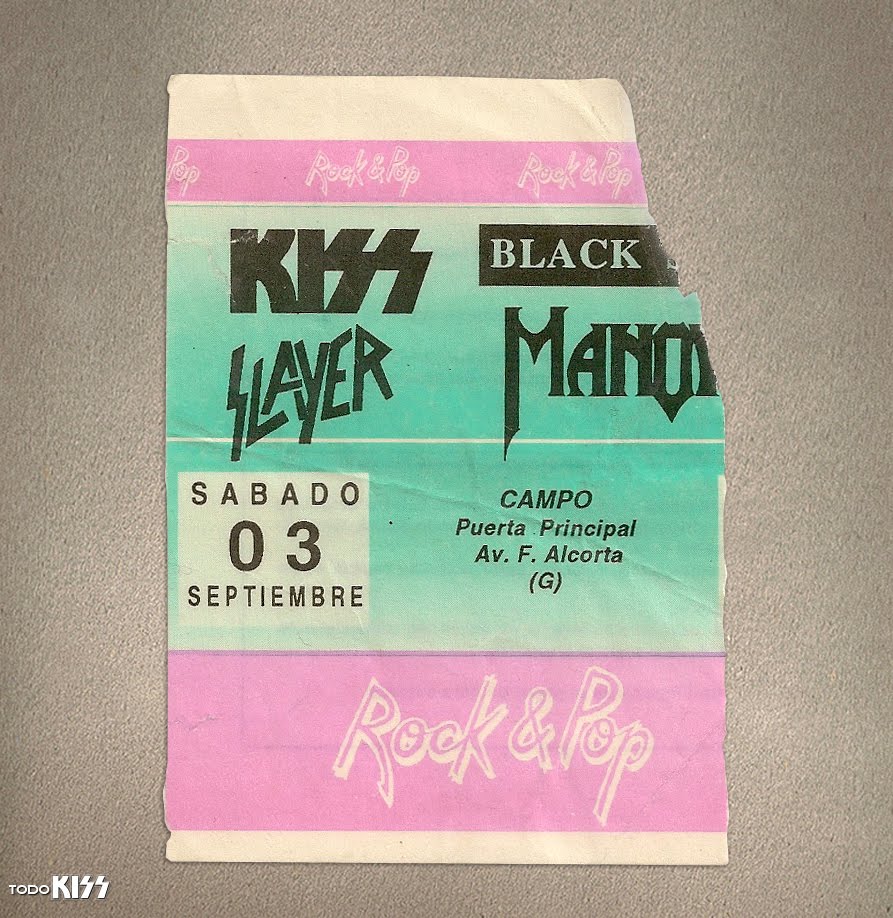 Pop Rock & Pop Rock & Pop
KISS BLACK
SLAYER MANO
SABADO
03
SEPTIEMBRE
CAMPO
Puerta Principal
Av. F. Alcorta
(G)
Rock & Pop
TODO KISS